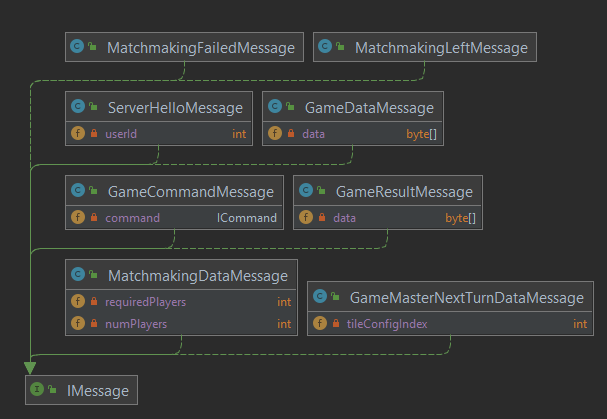 C MatchmakingFailedMessage
C MatchmakingLeftMessage
C ServerHelloMessage
f userId int
C GameDataMessage
f data byte[]
C GameCommandMessage
f command ICommand
C GameResultMessage
f data byte[]
C MatchmakingDataMessage
f requiredPlayers int
f numPlayers int
C GameMasterNextTurnDataMessage
f tileConfigIndex int
I IMessage